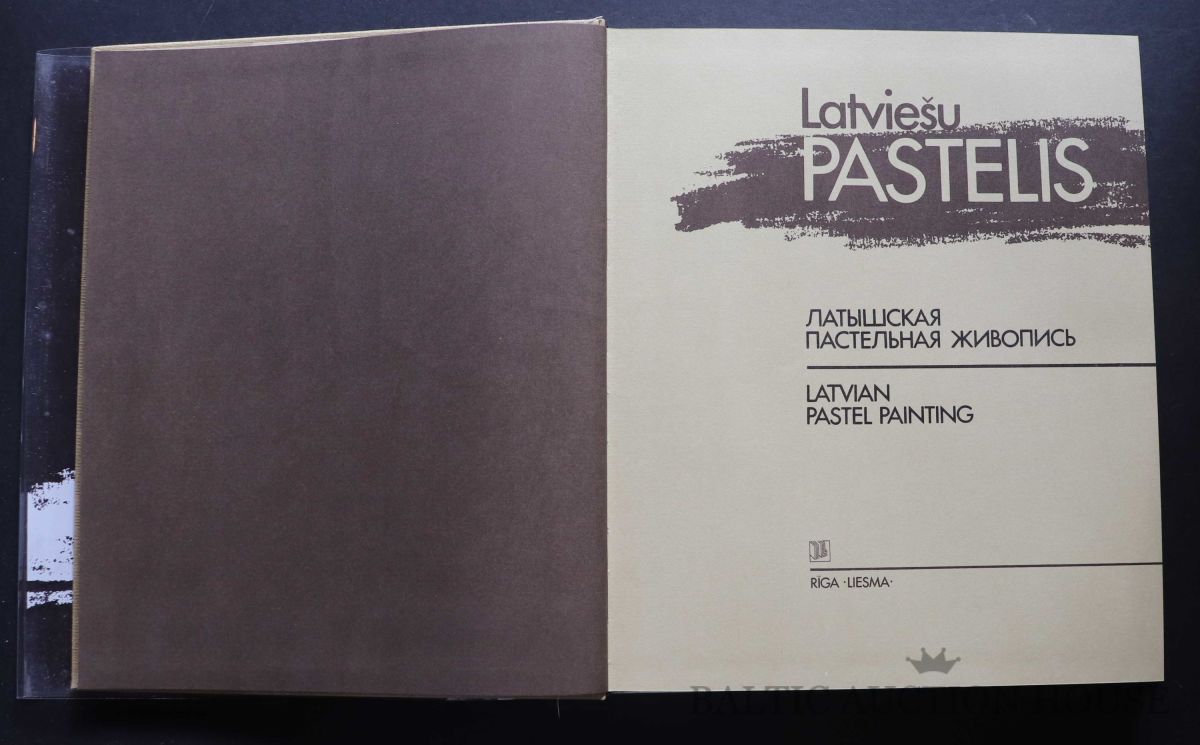 Latviešu
PASTELIS
ЛАТЫШСКАЯ
ПАСТЕЛЬНАЯ ЖИВОПИСЬ
LATVIAN
PASTEL PAINTING
RĪGA ·LIESMA·
BALTIC AUCTION HOUSE